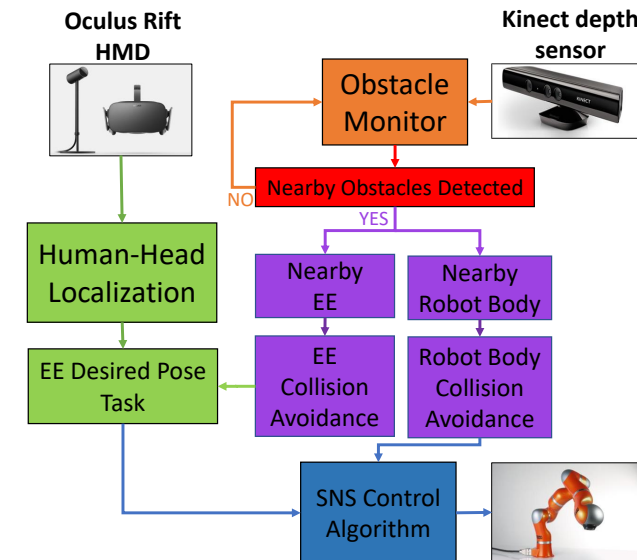 Oculus Rift
HMD
Kinect depth
sensor
KINECT
Obstacle
Monitor
Nearby Obstacles Detected
NO
YES
Human-Head
Localization
Nearby
EE
Nearby
Robot Body
EE Desired Pose
Task
EE
Collision
Avoidance
Robot Body
Collision
Avoidance
SNS Control
Algorithm